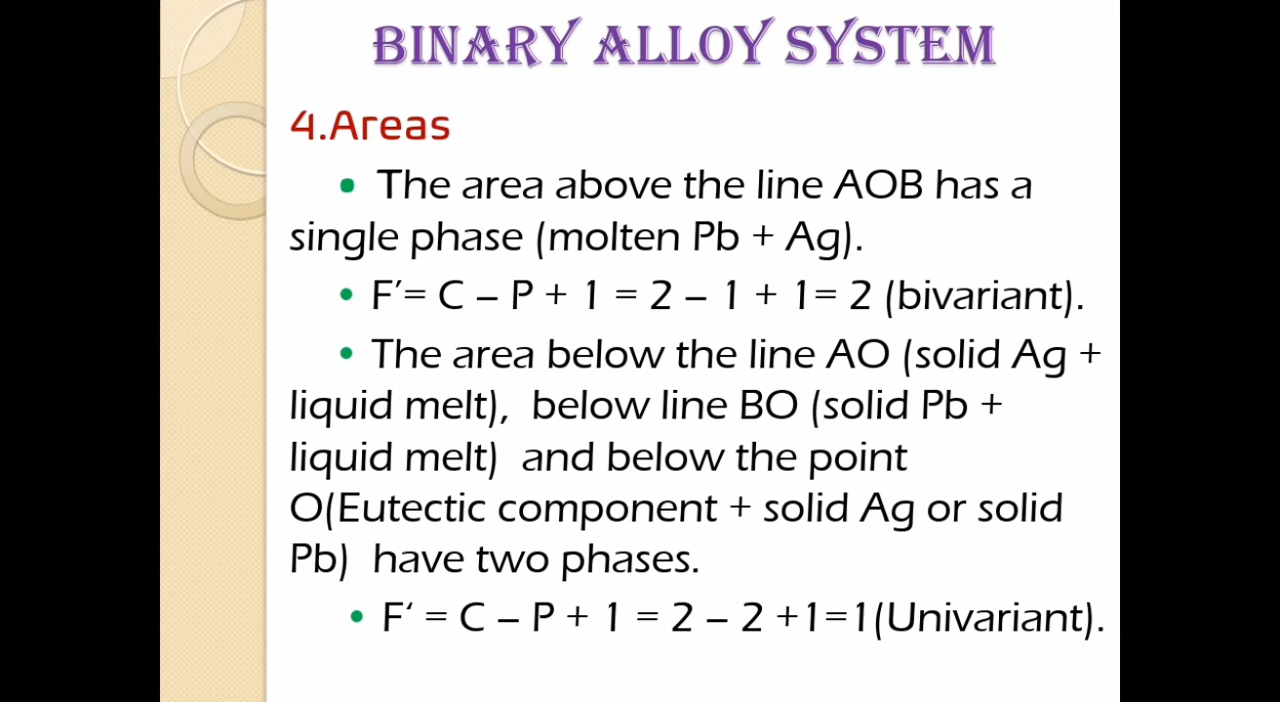 BINARY ALLOY SYSTEM
4.Areas
• The area above the line AOB has a
single phase (molten Pb + Ag).
• F’= C – P + 1 = 2 – 1 + 1= 2 (bivariant).
• The area below the line AO (solid Ag +
liquid melt), below line BO (solid Pb +
liquid melt) and below the point
O(Eutectic component + solid Ag or solid
Pb) have two phases.
• F‘ = C – P + 1 = 2 – 2 +1=1(Univariant).